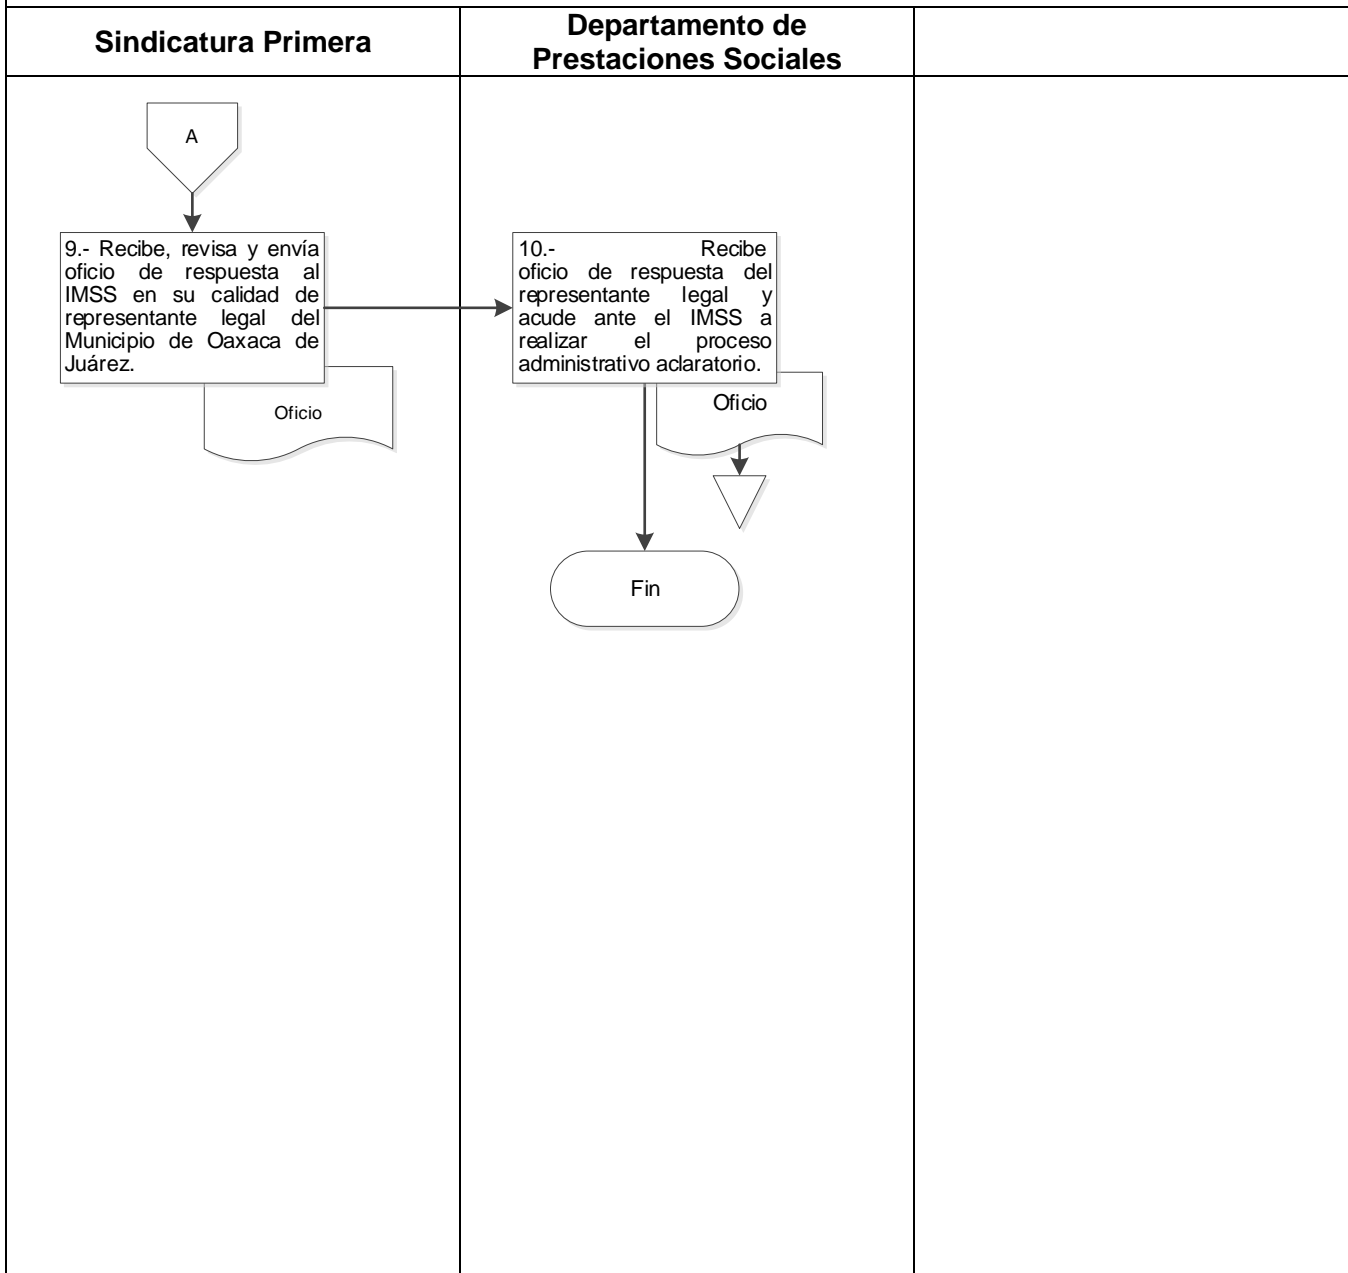 Sindicatura Primera
Departamento de
Prestaciones Sociales
A
9.- Recibe, revisa y envía
oficio de respuesta al
IMSS en su calidad de
representante legal del
Municipio de Oaxaca de
Juárez.
Oficio
10.- Recibe
oficio de respuesta del
representante legal y
acude ante el IMSS a
realizar el proceso
administrativo aclaratorio.
Oficio
Fin